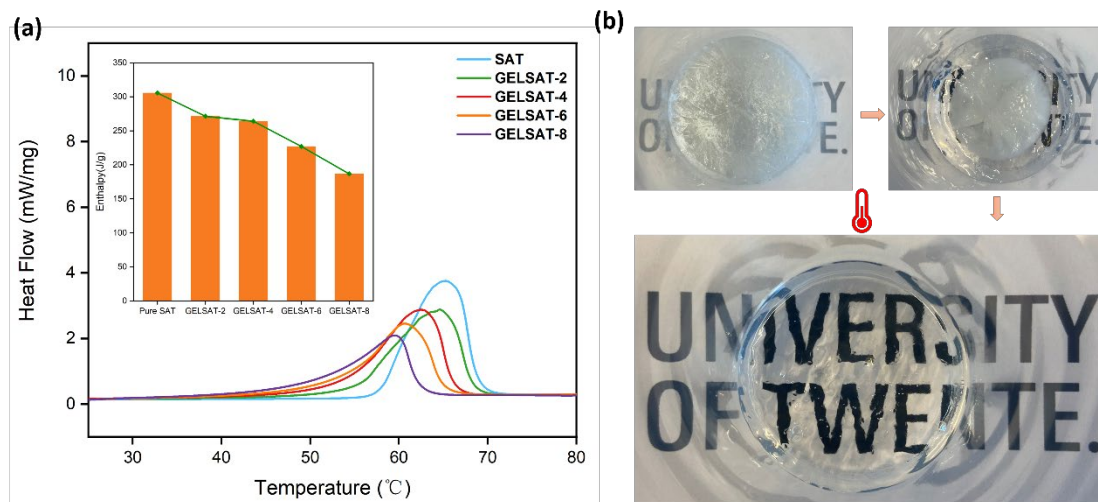 (a)
SAT
GELSAT-2
GELSAT-4
GELSAT-6
GELSAT-8
Heat Flow (mW/mg)
10
8
6
4
2
0
30
40
50
60
70
80
Temperature (℃)
Enthalpy(J/g)
350
300
250
200
150
100
50
0
Pure SAT GELSAT-2 GELSAT-4 GELSAT-6 GELSAT-8
(b)
UNIVERSITY
OF TWENTE.